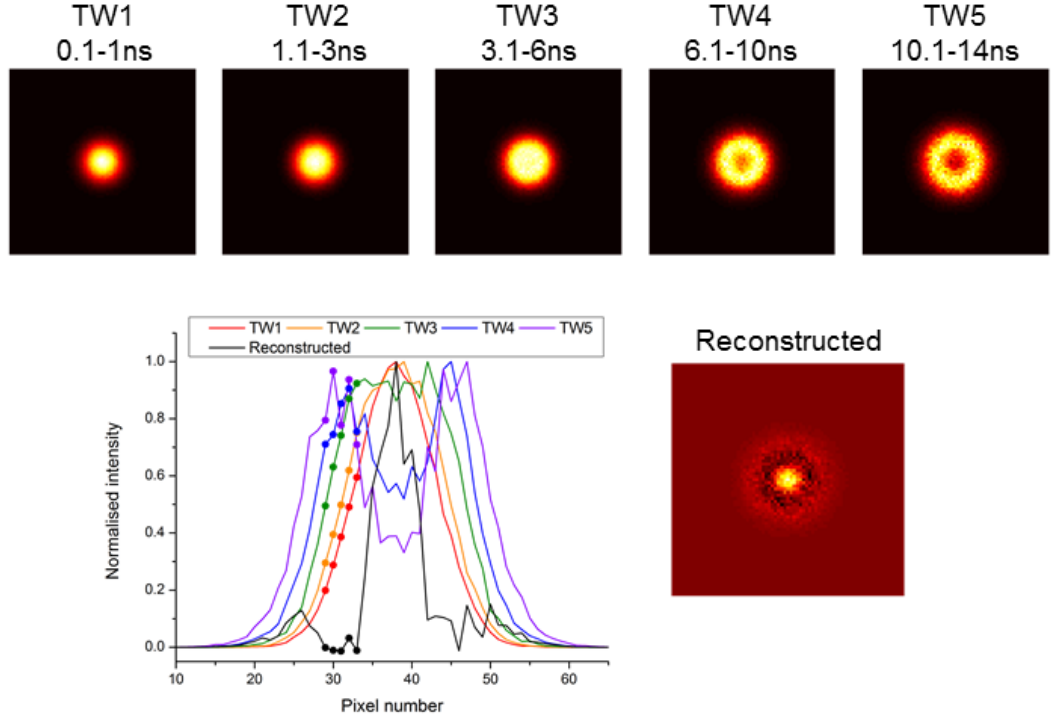 TW1 TW2 TW3 TW4 TW5
0.1-1ns 1.1-3ns 3.1-6ns 6.1-10ns 10.1-14ns
TW1 TW2 TW3 TW4 TW5
Reconstructed
Reconstructed
1.0
0.8
0.6
0.4
0.2
0.0
Normalised intensity
10 20 30 40 50 60
Pixel number